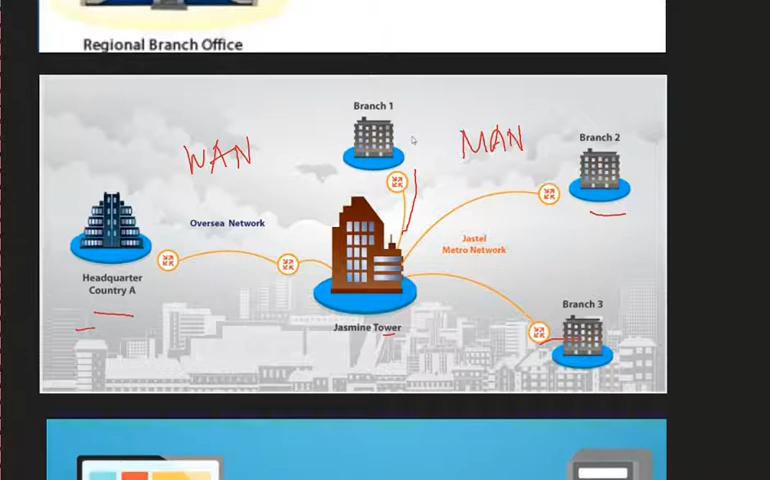 Regional Branch Office
Branch 1
WAN
MAN
Branch 2
Oversea Network
Jastel
Metro Network
Headquarter
Country A
Branch 3
Jasmine Tower